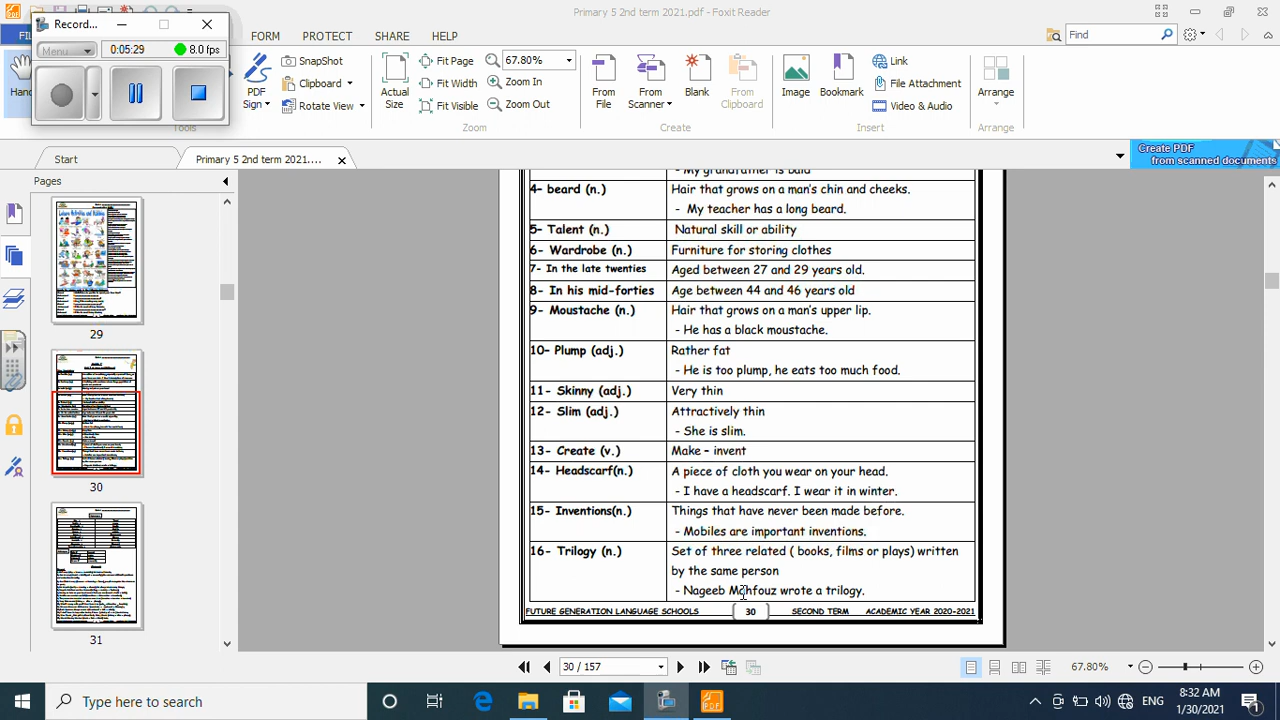 Primary 5 2nd term 2021.pdf - Foxit Reader
Record...
Menu
0:05:29
8.0 fps
FORM PROTECT SHARE HELP
Find
SnapShot
Clipboard
Rotate View
PDF Sign
Tools
Actual Size
Fit Page
Fit Width
Fit Visible
67.80%
Zoom In
Zoom Out
Zoom
From File
From Scanner
Blank
From Clipboard
Create
Image
Bookmark
Link
File Attachment
Video & Audio
Insert
Arrange
Arrange
Start
Primary 5 2nd term 2021....
Create PDF
from scanned documents
Pages
29
30
31
- My grandfather is bald
4- beard (n.) Hair that grows on a man's chin and cheeks.
- My teacher has a long beard.
5- Talent (n.) Natural skill or ability
6- Wardrobe (n.) Furniture for storing clothes
7- In the late twenties Aged between 27 and 29 years old.
8- In his mid-forties Age between 44 and 46 years old
9- Moustache (n.) Hair that grows on a man's upper lip.
- He has a black moustache.
10- Plump (adj.) Rather fat
- He is too plump, he eats too much food.
11- Skinny (adj.) Very thin
12- Slim (adj.) Attractively thin
- She is slim.
13- Create (v.) Make – invent
14- Headscarf(n.) A piece of cloth you wear on your head.
- I have a headscarf. I wear it in winter.
15- Inventions(n.) Things that have never been made before.
- Mobiles are important inventions.
16- Trilogy (n.) Set of three related ( books, films or plays) written
by the same person
- Nageeb Mahfouz wrote a trilogy.
FUTURE GENERATION LANGUAGE SCHOOLS 30 SECOND TERM ACADEMIC YEAR 2020-2021
30 / 157
67.80%
Type here to search
ENG
8:32 AM
1/30/2021